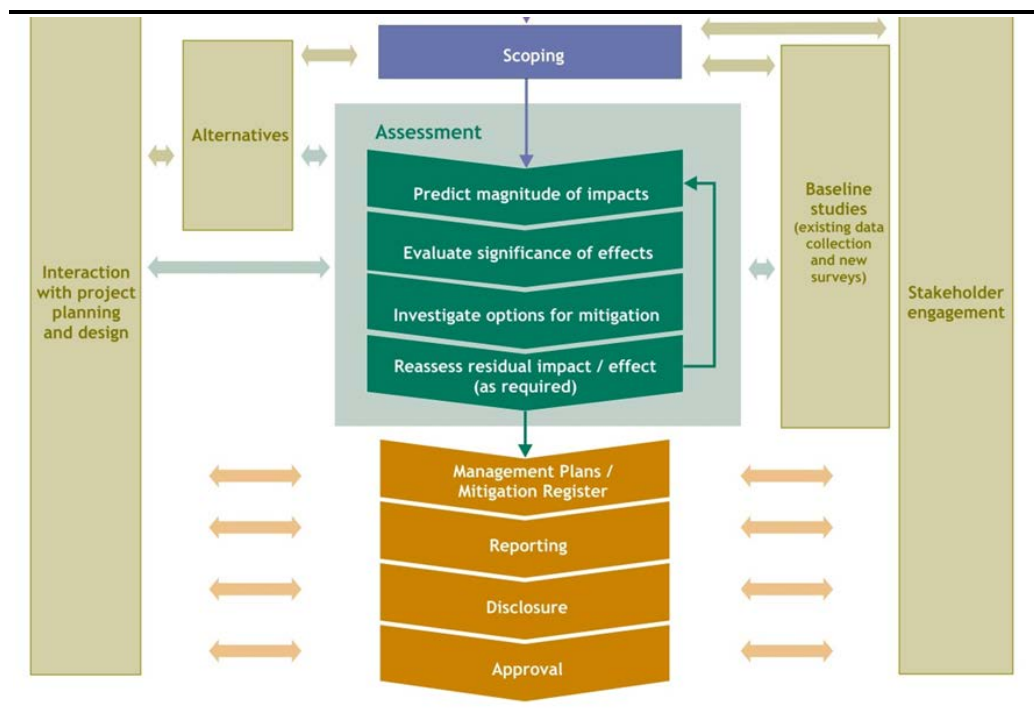 Scoping
Alternatives
Assessment
Predict magnitude of impacts
Evaluate significance of effects
Investigate options for mitigation
Reassess residual impact / effect
(as required)
Baseline
studies
(existing data
collection
and new
surveys)
Interaction
with project
planning
and design
Stakeholder
engagement
Management Plans /
Mitigation Register
Reporting
Disclosure
Approval